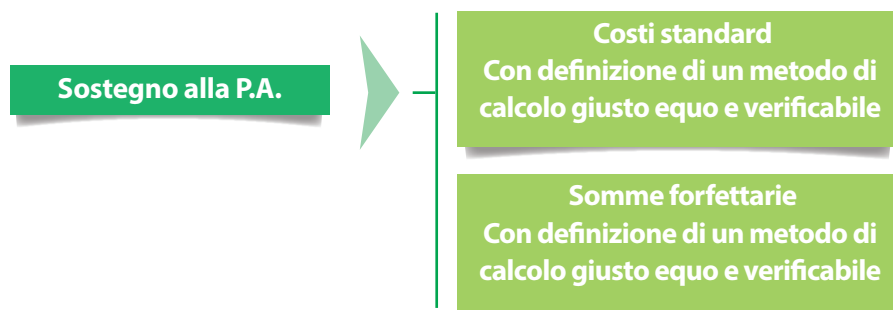 Sostegno alla P.A.
Costi standard
Con definizione di un metodo di
calcolo giusto equo e verificabile
Somme forfettarie
Con definizione di un metodo di
calcolo giusto equo e verificabile